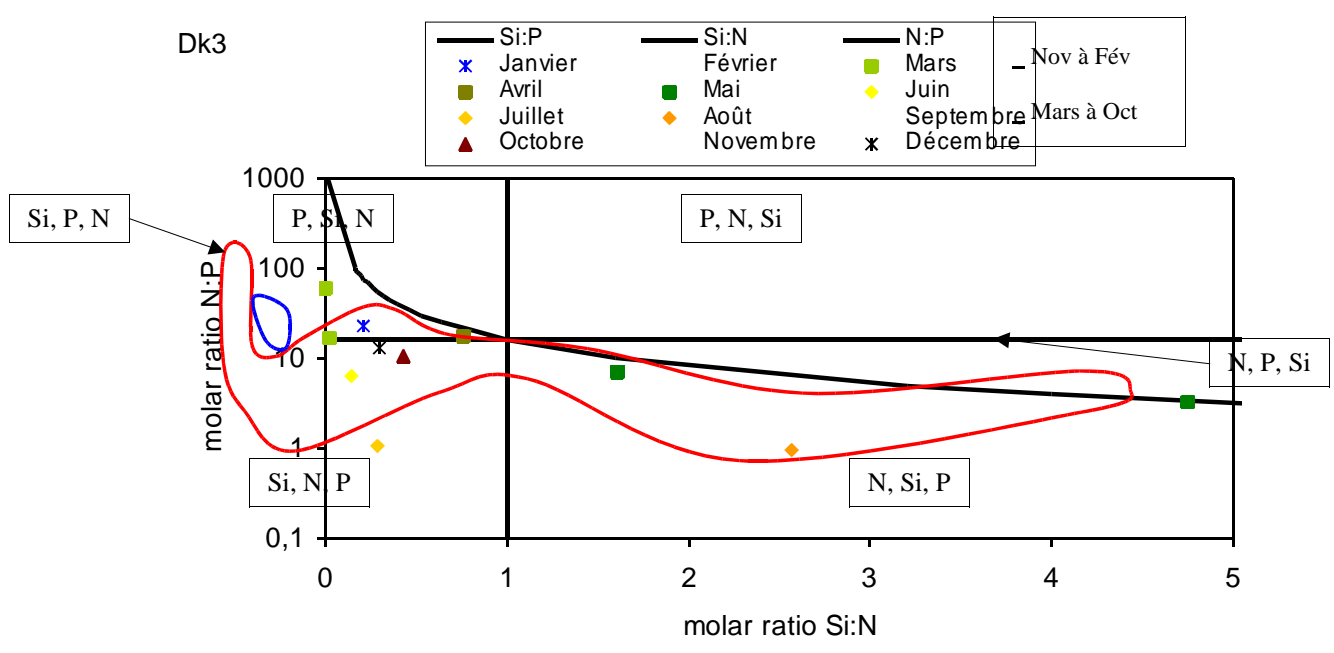 Dk3
Si:P Si:N N:P
Janvier Février Mars
Avril Mai Juin
Juillet Août Septembre
Octobre Novembre Décembre
Nov à Fév
Mars à Oct
Si, P, N
P, Si, N
P, N, Si
N, P, Si
Si, N, P
N, Si, P
molar ratio N:P
1000
100
10
1
0,1
0 1 2 3 4 5
molar ratio Si:N